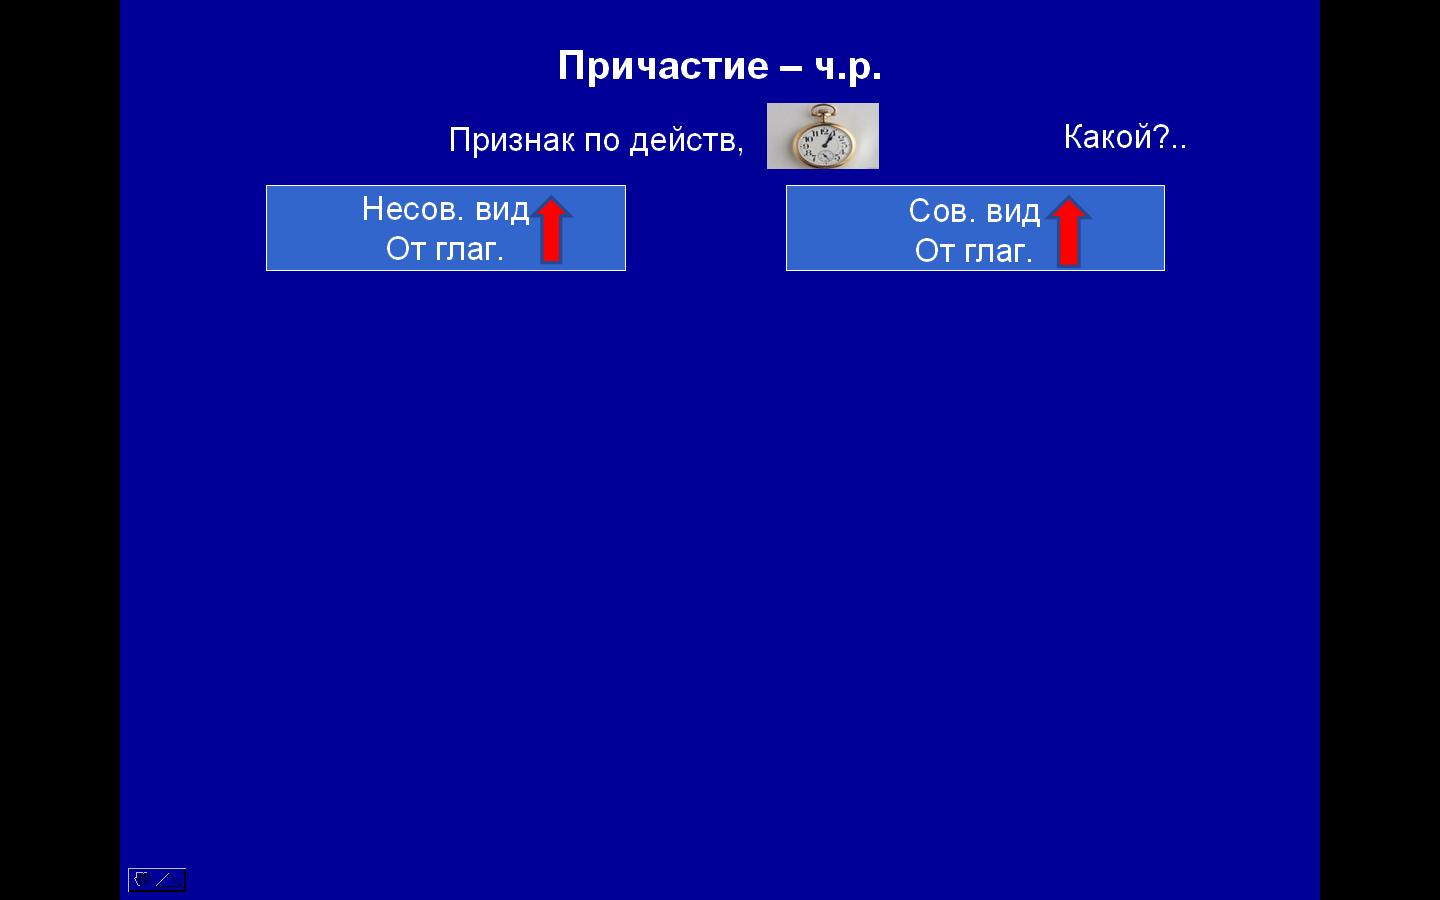 Причастие – ч.р.
Признак по действ,
Какой?..
Несов. вид
От глаг.
Сов. вид
От глаг.